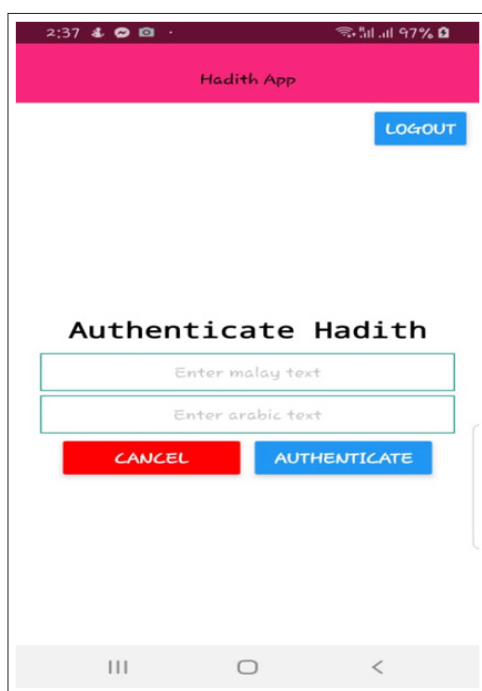 2:37 97%
Hadith App
LOGOUT
Authenticate Hadith
Enter malay text
Enter arabic text
CANCEL AUTHENTICATE